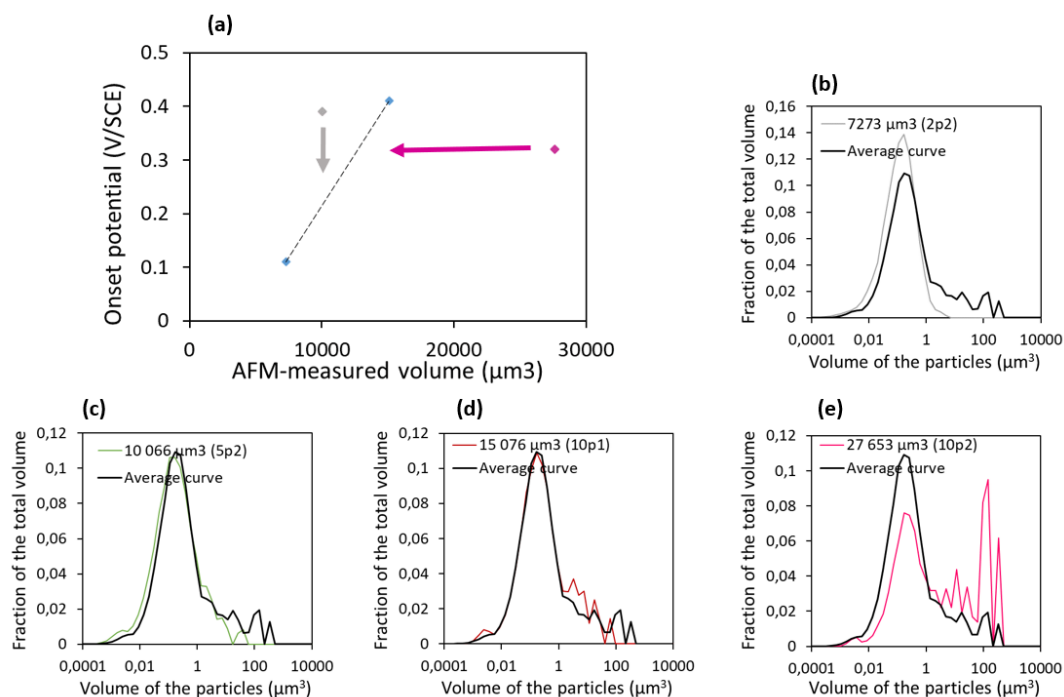 (a)
0.5
0.4
0.3
0.2
0.1
0
0 10000 20000 30000
Onset potential (V/SCE)
AFM-measured volume (µm3)
(b)
0,16
0,14
0,12
0,1
0,08
0,06
0,04
0,02
0
7273 µm3 (2p2)
Average curve
Fraction of the total volume
0,0001 0,01 1 100 10000
Volume of the particles (µm³)
(c)
0,12
0,1
0,08
0,06
0,04
0,02
0
10 066 µm3 (5p2)
Average curve
Fraction of the total volume
0,0001 0,01 1 100 10000
Volume of the particles (µm³)
(d)
0,12
0,1
0,08
0,06
0,04
0,02
0
15 076 µm3 (10p1)
Average curve
Fraction of the total volume
0,0001 0,01 1 100 10000
Volume of the particles (µm³)
(e)
0,12
0,1
0,08
0,06
0,04
0,02
0
27 653 µm3 (10p2)
Average curve
Fraction of the total volume
0,0001 0,01 1 100 10000
Volume of the particles (µm³)